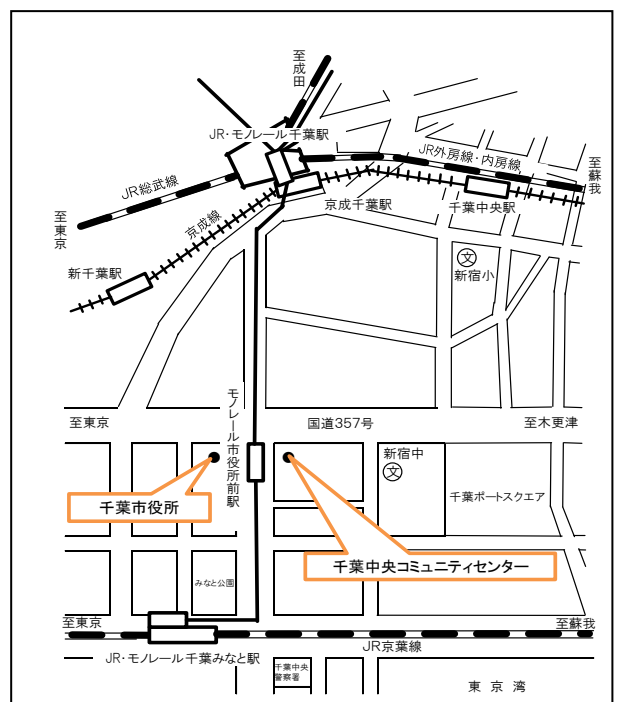 至成田
JR・モノレール千葉駅
JR外房線・内房線
至蘇我
JR総武線
至東京
京成線
京成千葉駅
千葉中央駅
新千葉駅
文
新宿小
至東京
モノレール市役所前駅
国道357号
至木更津
新宿中
文
千葉市役所
千葉ポートスクエア
千葉中央コミュニティセンター
みなと公園
至東京
至蘇我
JR・モノレール千葉みなと駅
JR京葉線
千葉中央
警察署
東京湾